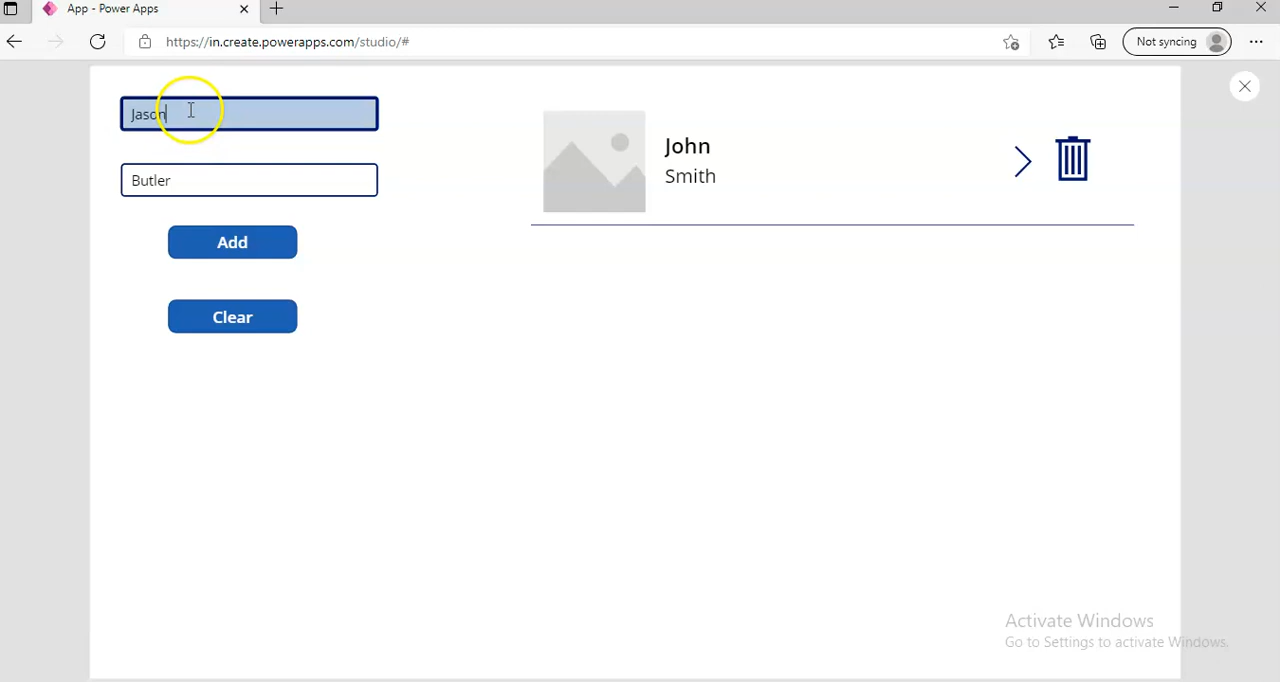 App - Power Apps
https://in.create.powerapps.com/studio/#
Not syncing
Jason
Butler
Add
Clear
John
Smith
Activate Windows
Go to Settings to activate Windows.